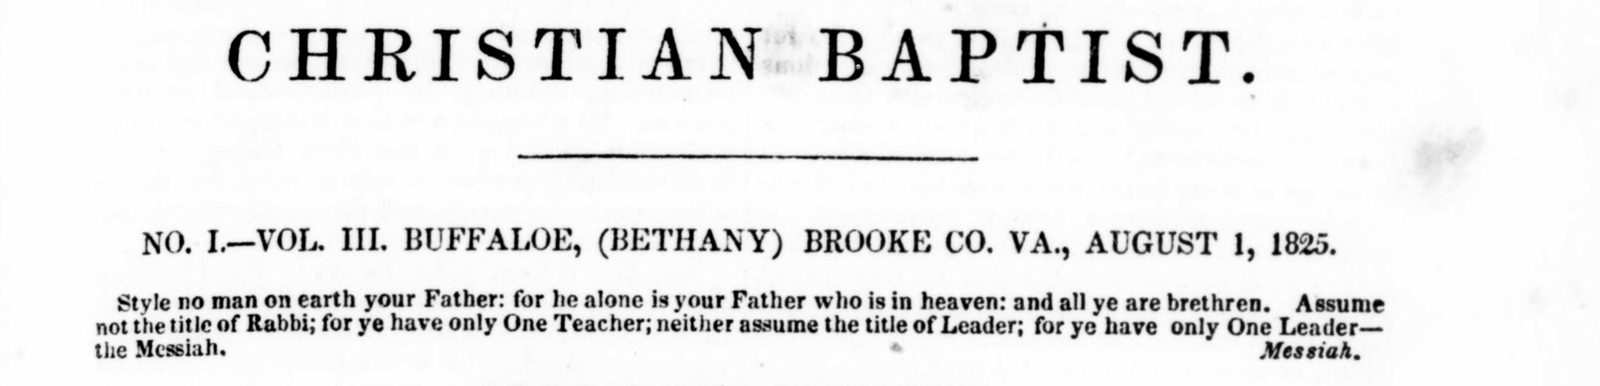 CHRISTIAN BAPTIST.
NO. I.—VOL. III. BUFFALOE, (BETHANY) BROOKE CO. VA., AUGUST 1, 1825.
Style no man on earth your Father: for he alone is your Father who is in heaven: and all ye are brethren. Assume
not the title of Rabbi; for ye have only One Teacher; neither assume the title of Leader; for ye have only One Leader—
the Messiah. Messiah.